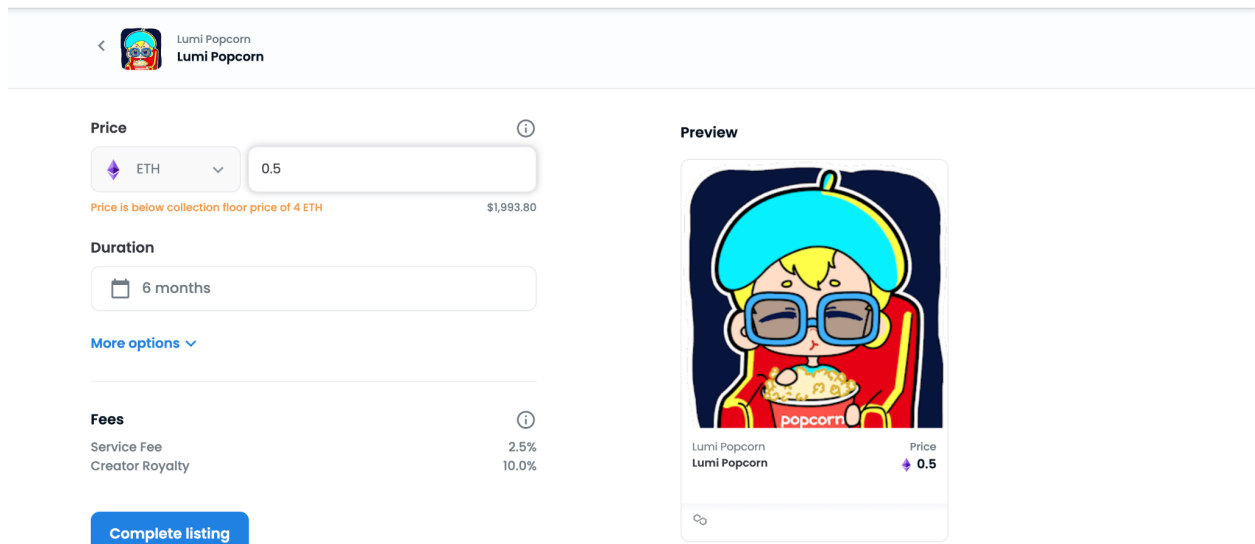 Lumi Popcorn
Lumi Popcorn
Price
ETH
0.5
Price is below collection floor price of 4 ETH
$1,993.80
Duration
6 months
More options
Fees
Service Fee
2.5%
Creator Royalty
10.0%
Complete listing
Preview
popcorn
Lumi Popcorn
Price
Lumi Popcorn
0.5